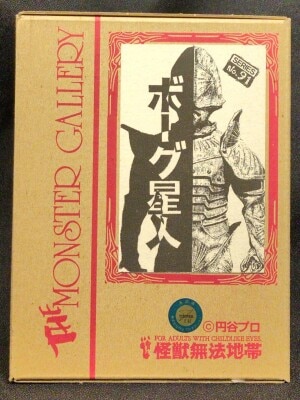 THE MONSTER GALLERY
SERIES
No.91
ボーグ星人
©円谷プロ
FOR ADULTS WITH CHILDLIKE EYES.
怪獣無法地帯